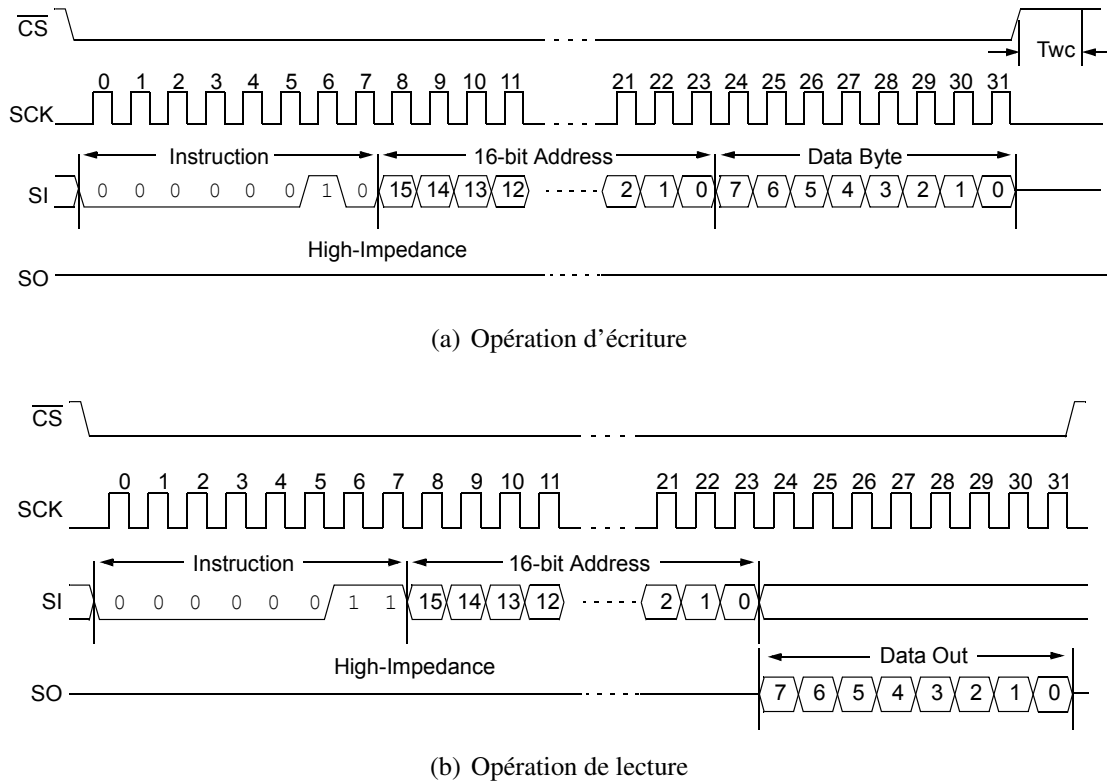 CS
Twc
0 1 2 3 4 5 6 7 8 9 10 11 21 22 23 24 25 26 27 28 29 30 31
SCK
Instruction 16-bit Address Data Byte
SI 0 0 0 0 0 0 1 0 15 14 13 12 2 1 0 7 6 5 4 3 2 1 0
High-Impedance
SO
(a) Opération d'écriture
CS
0 1 2 3 4 5 6 7 8 9 10 11 21 22 23 24 25 26 27 28 29 30 31
SCK
Instruction 16-bit Address
SI 0 0 0 0 0 0 1 1 15 14 13 12 2 1 0
Data Out
High-Impedance
SO 7 6 5 4 3 2 1 0
(b) Opération de lecture